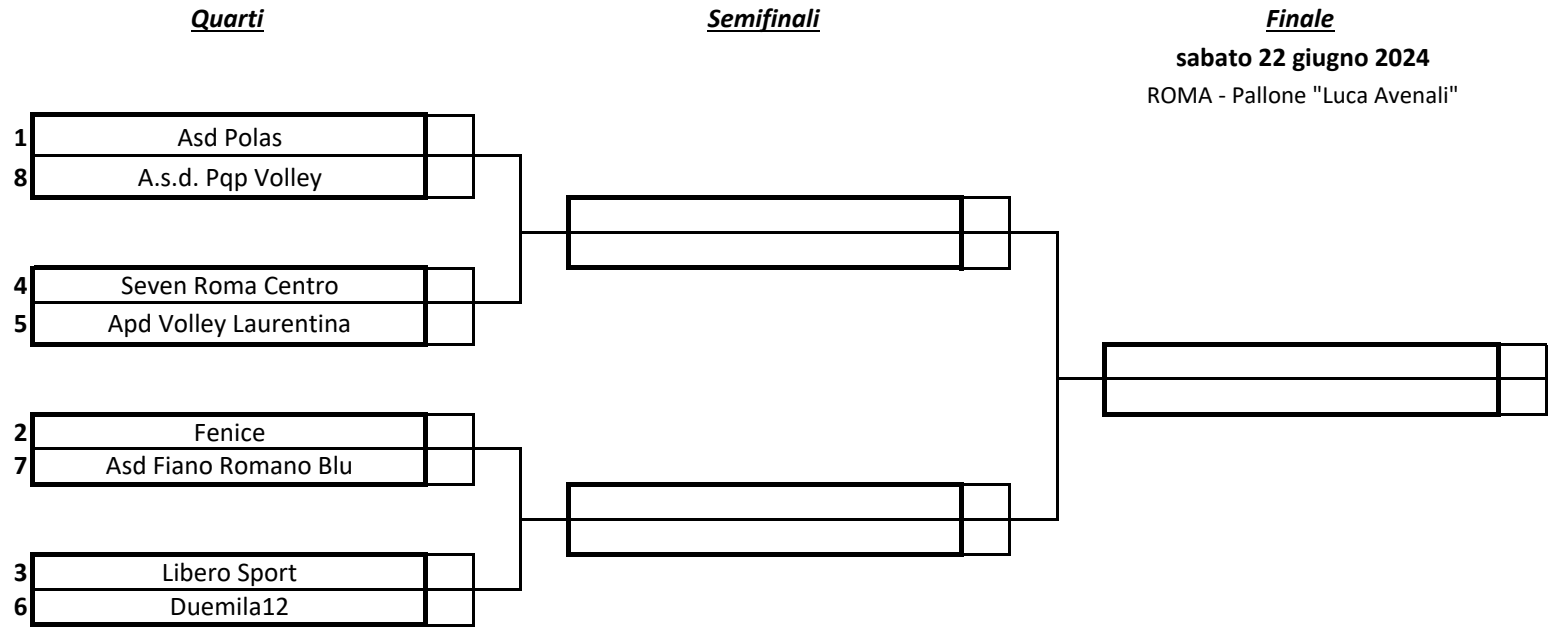 Quarti
Semifinali
Finale
sabato 22 giugno 2024
ROMA - Pallone "Luca Avenali"
1 Asd Polas
8 A.s.d. Pqp Volley
4 Seven Roma Centro
5 Apd Volley Laurentina
2 Fenice
7 Asd Fiano Romano Blu
3 Libero Sport
6 Duemila12